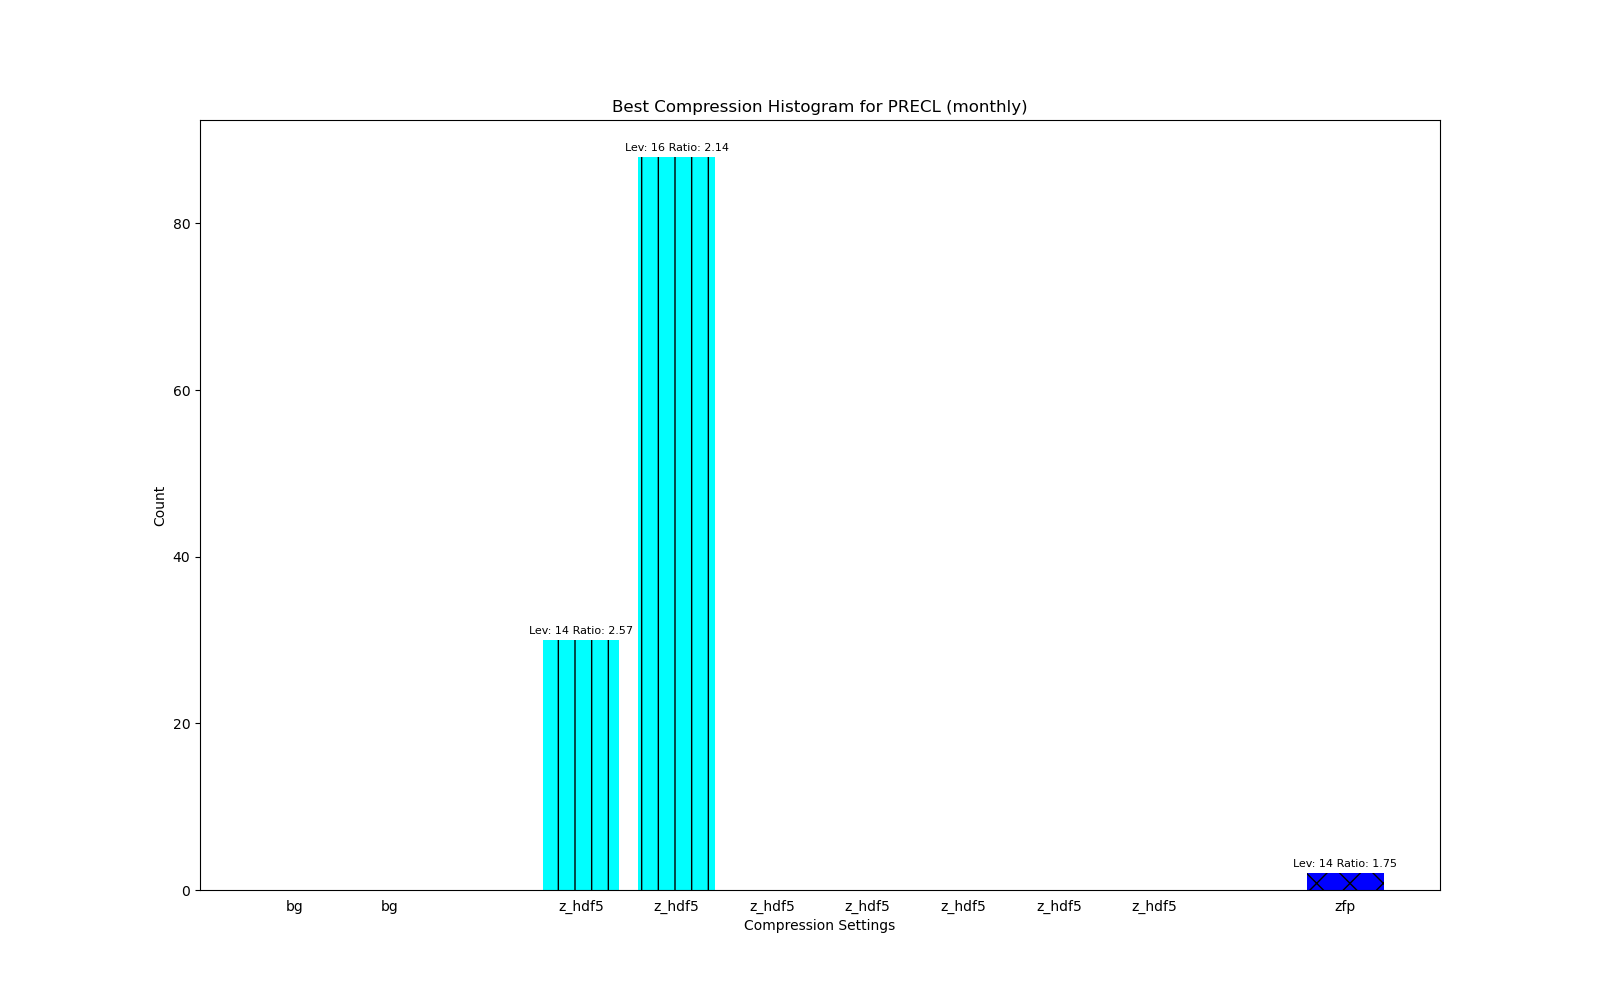 Best Compression Histogram for PRECL (monthly)
Lev: 16 Ratio: 2.14
80
60
Count
40
Lev: 14 Ratio: 2.57
20
Lev: 14 Ratio: 1.75
0
bg bg z_hdf5 z_hdf5 z_hdf5 z_hdf5 z_hdf5 z_hdf5 z_hdf5 zfp
Compression Settings